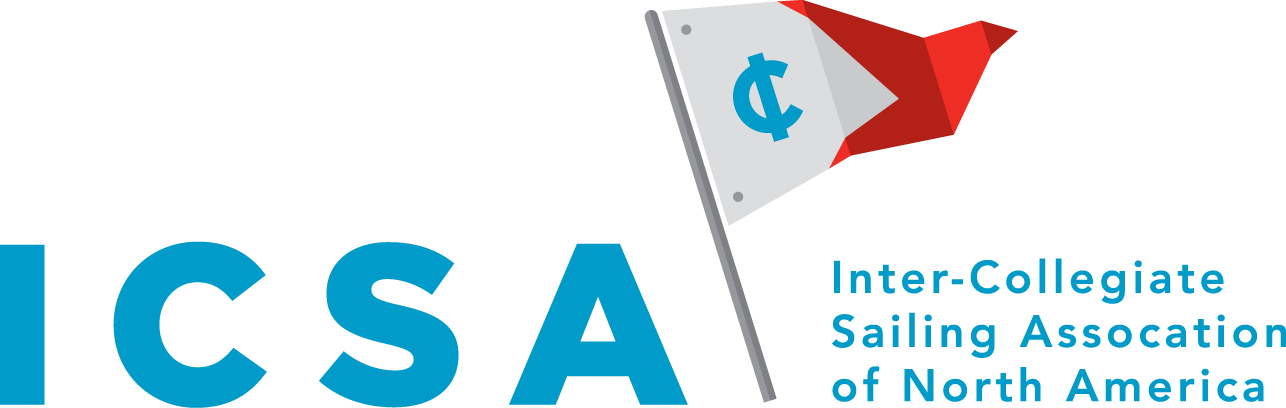 ₵
ICSA
Inter-Collegiate
Sailing Assocation
of North America